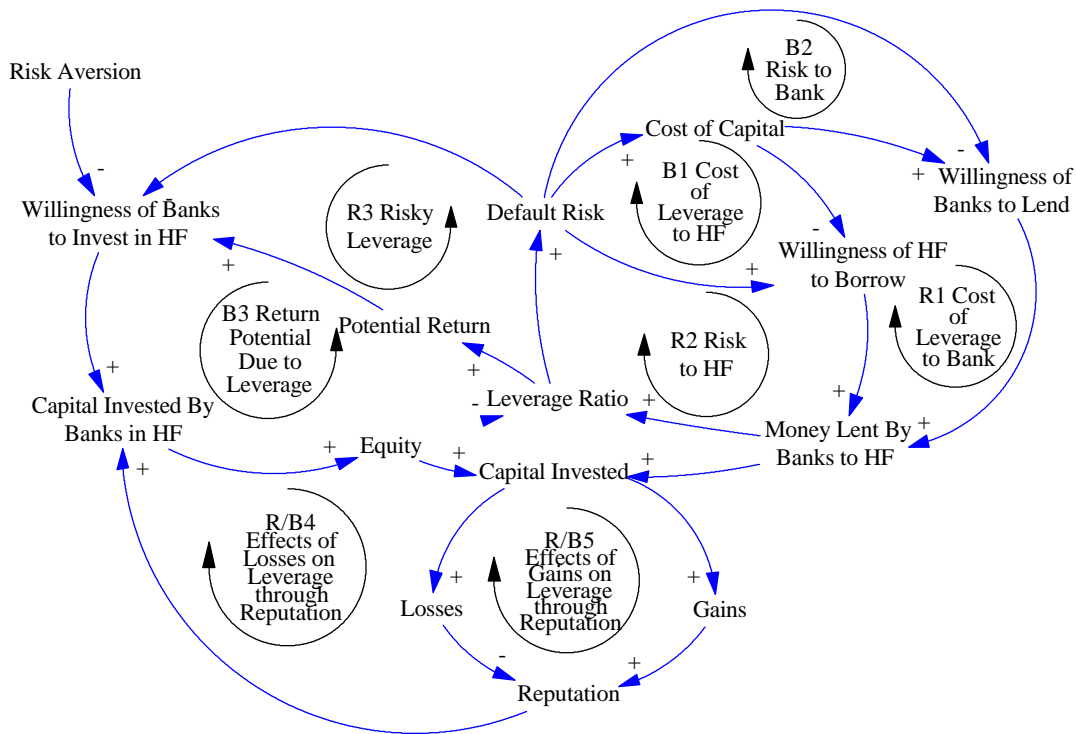 B2
Risk to
Bank
Risk Aversion
Cost of Capital
+
-
-
+
Willingness of
Banks to Lend
B1 Cost
of
Leverage
to HF
-
Willingness of Banks
to Invest in HF
R3 Risky
Leverage
Default Risk
+
+
-
+
Willingness of HF
to Borrow
R1 Cost
of
Leverage
to Bank
B3 Return
Potential
Due to
Leverage
Potential Return
R2 Risk
to HF
+
+
-
Leverage Ratio
+
+
+
Capital Invested By
Banks in HF
Money Lent By
Banks to HF
+
+
Equity
+
Capital Invested
+
R/B4
Effects of
Losses on
Leverage
through
Reputation
R/B5
Effects of
Gains on
Leverage
through
Reputation
+
+
Losses
Gains
-
+
Reputation